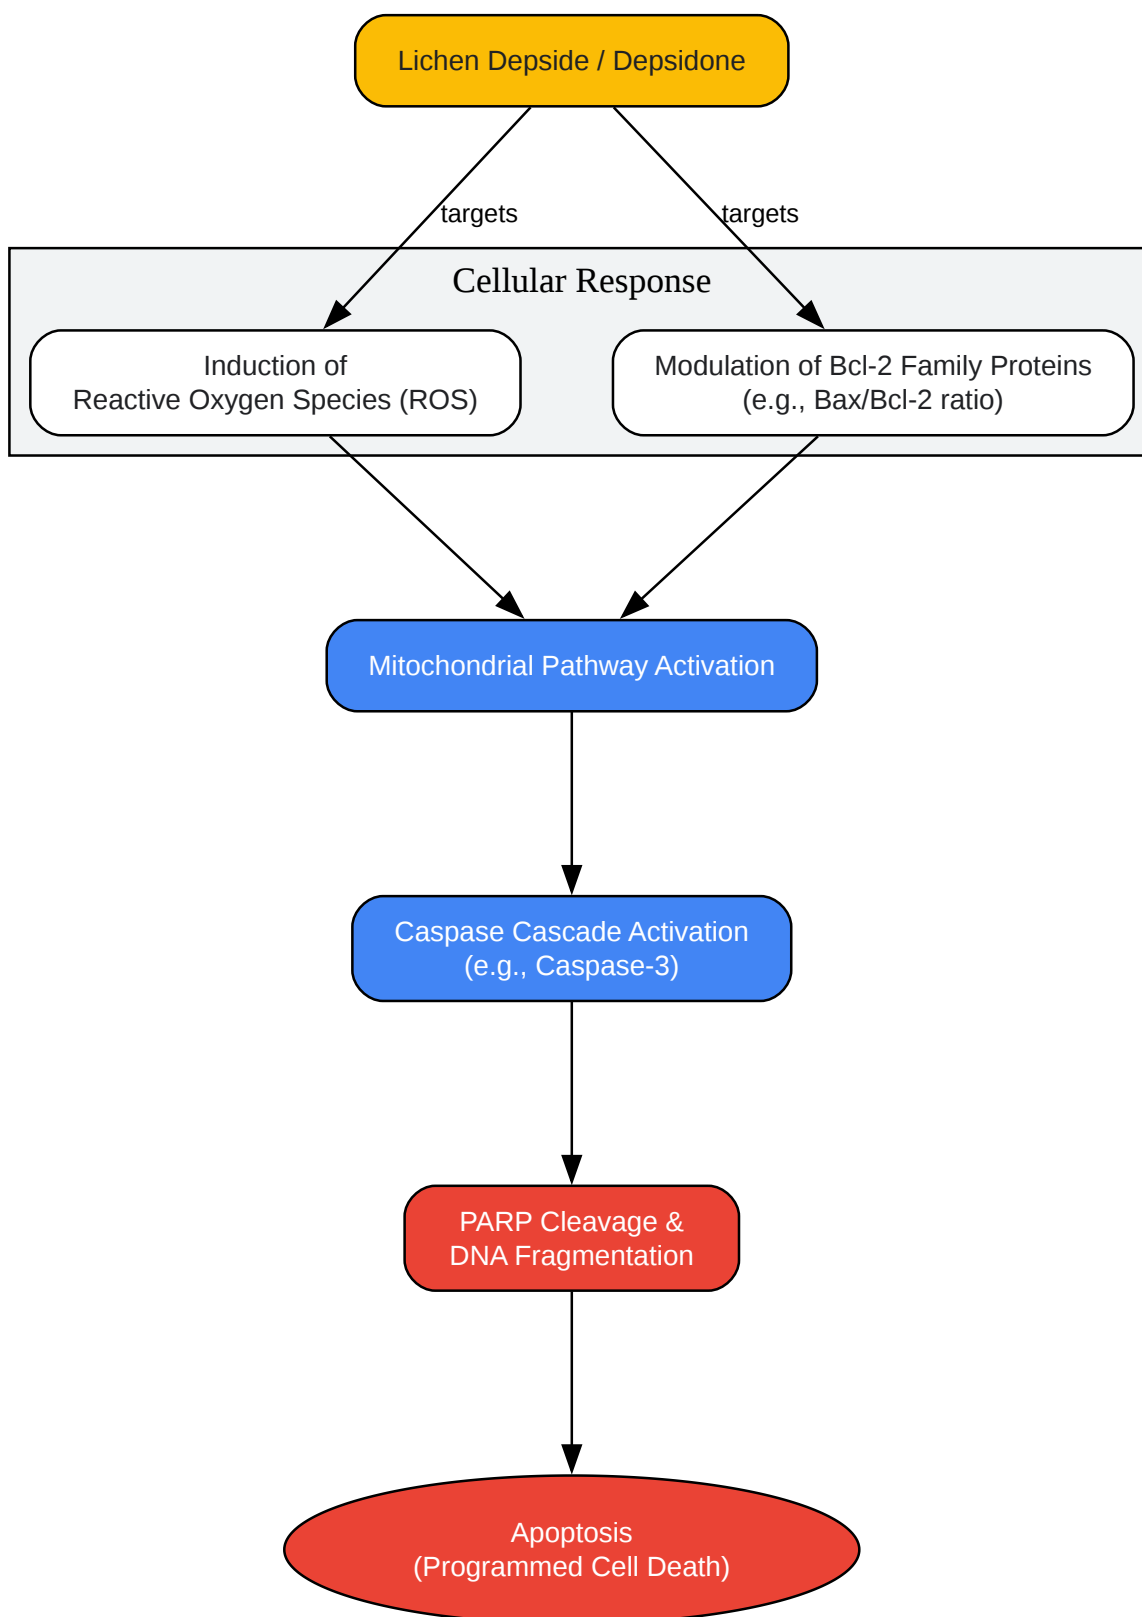 Lichen Depside / Depsidone
targets
targets
Cellular Response
Induction of
Reactive Oxygen Species (ROS)
Modulation of Bcl-2 Family Proteins
(e.g., Bax/Bcl-2 ratio)
Mitochondrial Pathway Activation
Caspase Cascade Activation
(e.g., Caspase-3)
PARP Cleavage &
DNA Fragmentation
Apoptosis
(Programmed Cell Death)